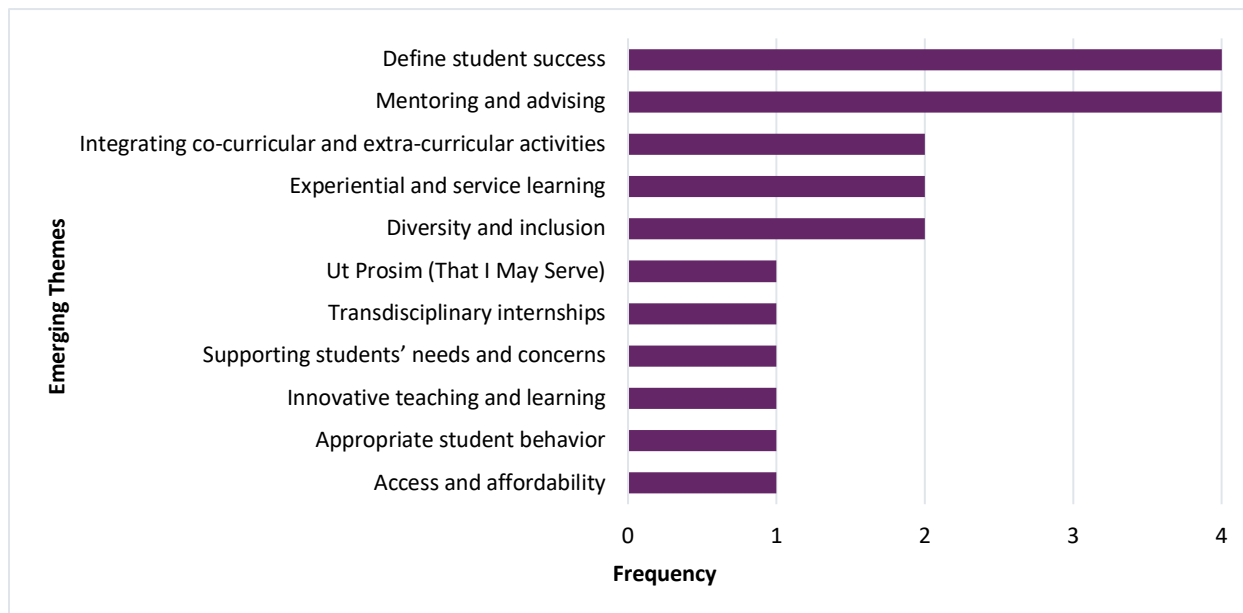 Define student success
Mentoring and advising
Integrating co-curricular and extra-curricular activities
Experiential and service learning
Diversity and inclusion
Ut Prosim (That I May Serve)
Transdisciplinary internships
Supporting students’ needs and concerns
Innovative teaching and learning
Appropriate student behavior
Access and affordability
Emerging Themes
0 1 2 3 4
Frequency